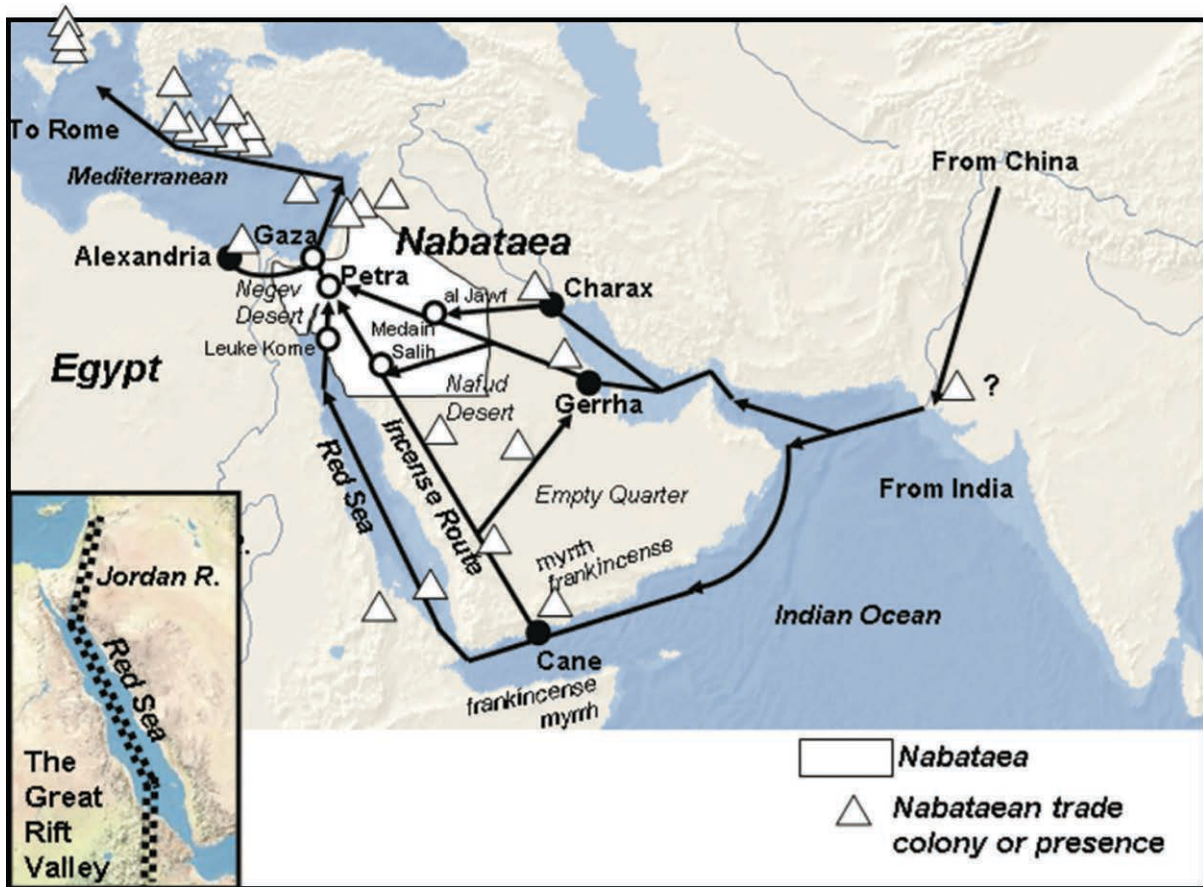 To Rome
Mediterranean
From China
Gaza
Nabataea
Alexandria
Petra
Negev
Desert
al Jawf
Charax
Medain
Salih
Leuke Kome
Egypt
Nafud
Desert
Gerrha
Red Sea
Incense Route
?
From India
Empty Quarter
myrrh
frankincense
Indian Ocean
Cane
frankincense
myrrh
Jordan R.
Red Sea
The
Great
Rift
Valley
Nabataea
Nabataean trade
colony or presence